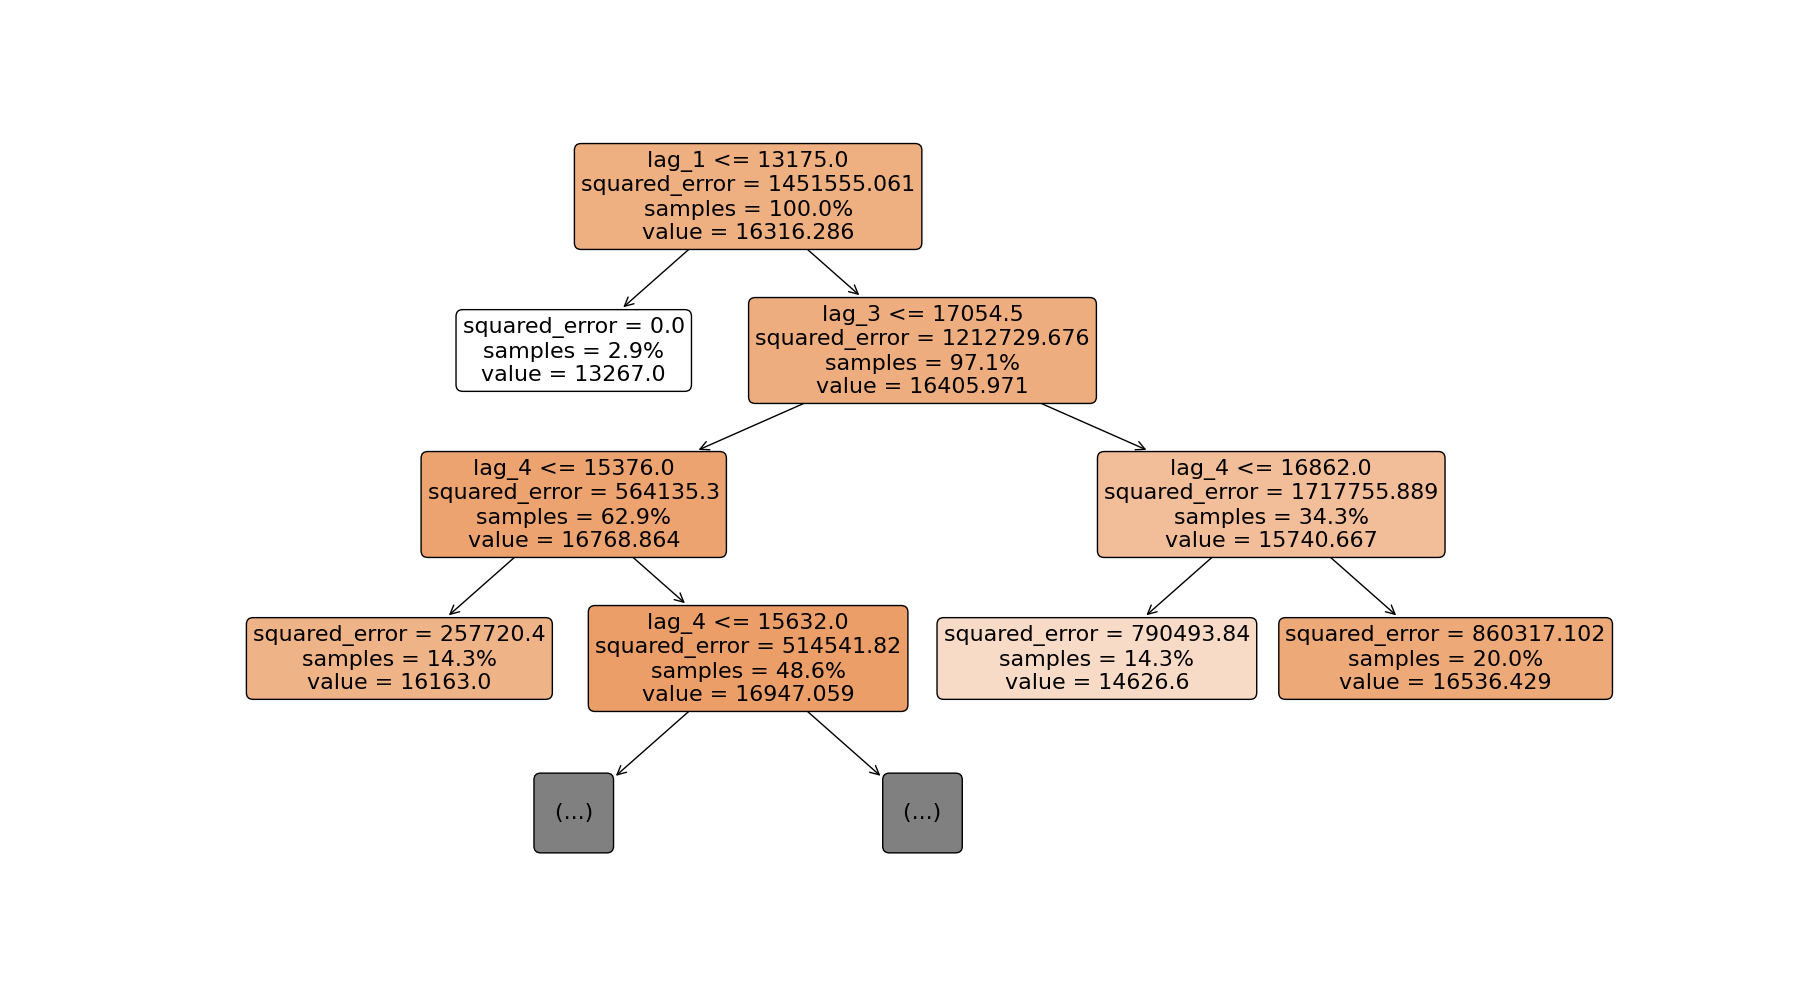 lag_1 <= 13175.0
squared_error = 1451555.061
samples = 100.0%
value = 16316.286
squared_error = 0.0
samples = 2.9%
value = 13267.0
lag_3 <= 17054.5
squared_error = 1212729.676
samples = 97.1%
value = 16405.971
lag_4 <= 15376.0
squared_error = 564135.3
samples = 62.9%
value = 16768.864
lag_4 <= 16862.0
squared_error = 1717755.889
samples = 34.3%
value = 15740.667
squared_error = 257720.4
samples = 14.3%
value = 16163.0
lag_4 <= 15632.0
squared_error = 514541.82
samples = 48.6%
value = 16947.059
squared_error = 790493.84
samples = 14.3%
value = 14626.6
squared_error = 860317.102
samples = 20.0%
value = 16536.429
(...)
(...)